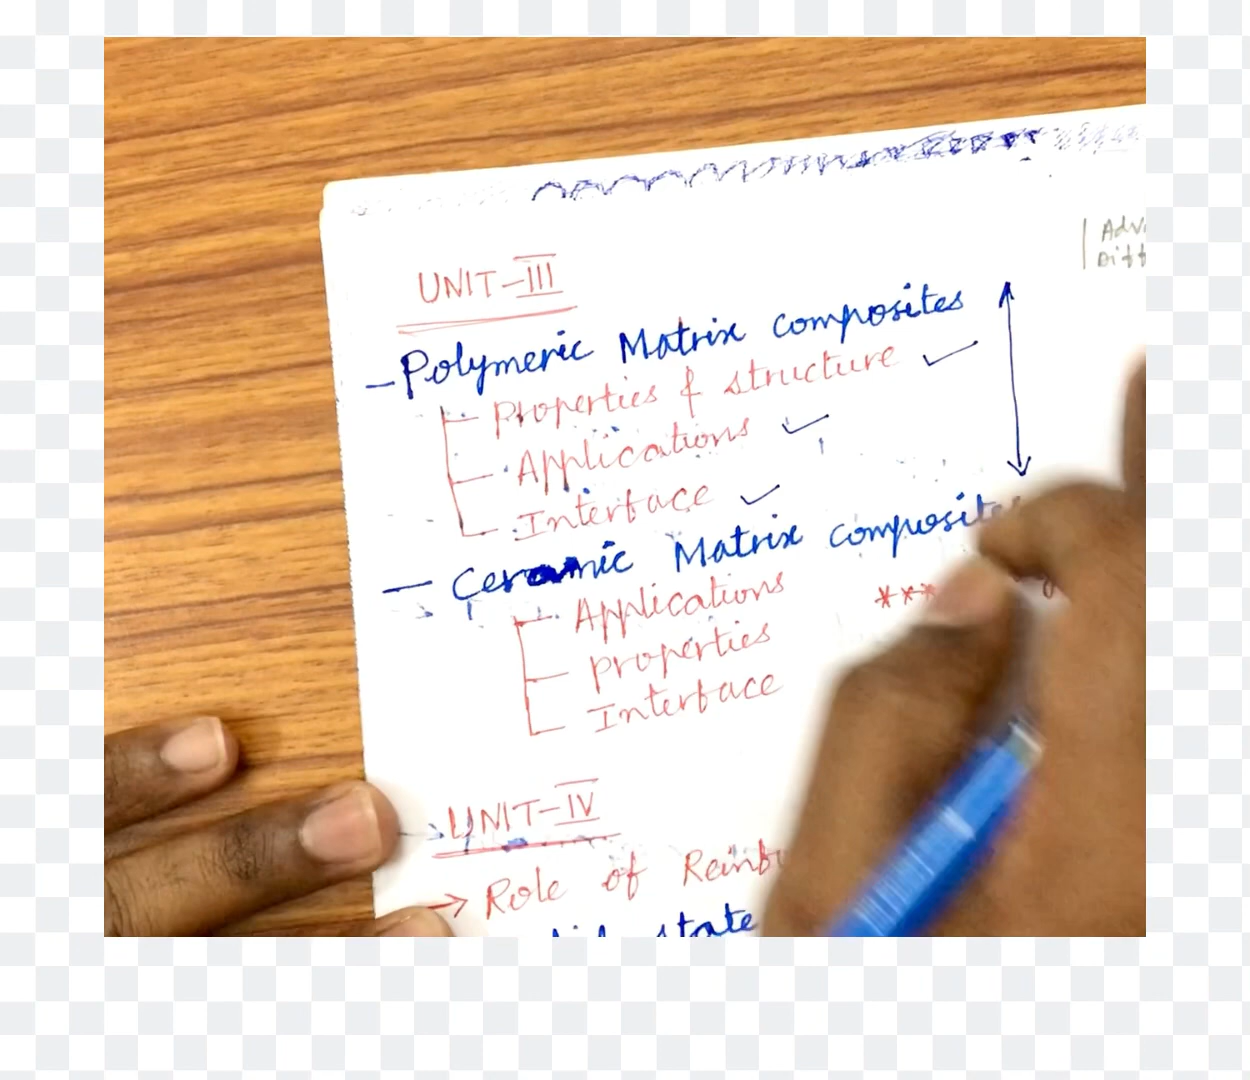 UNIT-III
- Polymeric Matrix composites
Properties & structure ✓
Applications ✓
Interface ✓
- Ceramic Matrix composites
Applications
***
properties
Interface
UNIT-IV
→ Role of
state